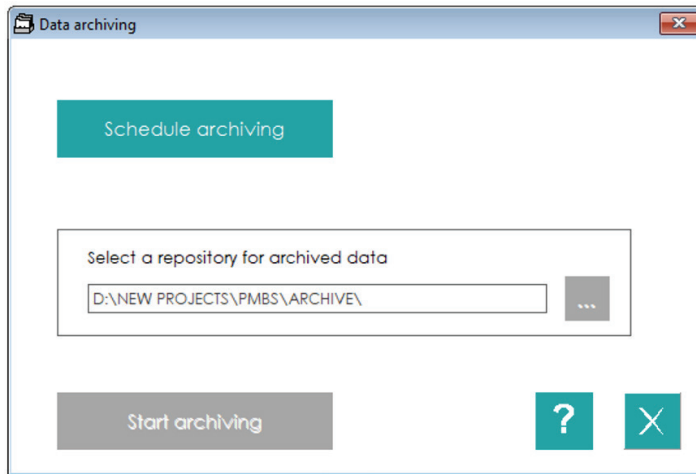 Data archiving
Schedule archiving
Select a repository for archived data
D:\NEW PROJECTS\PMBS\ARCHIVE\
...
Start archiving
?
X